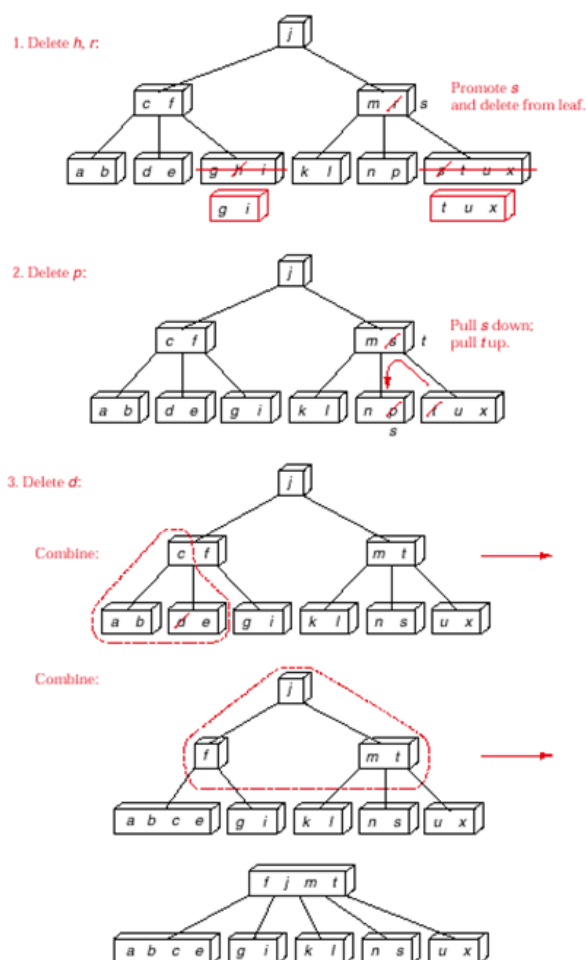 j
1. Delete h, r:
c f
m r s
Promote s
and delete from leaf.
a b
d e
g h i
k l
n p
s t u x
g i
t u x
j
2. Delete p:
c f
m s t
Pull s down;
pull t up.
a b
d e
g i
k l
n p
t u x
s
3. Delete d:
j
Combine:
c f
m t
a b
d e
g i
k l
n s
u x
Combine:
j
f
m t
a b c e
g i
k l
n s
u x
f j m t
a b c e
g i
k l
n s
u x